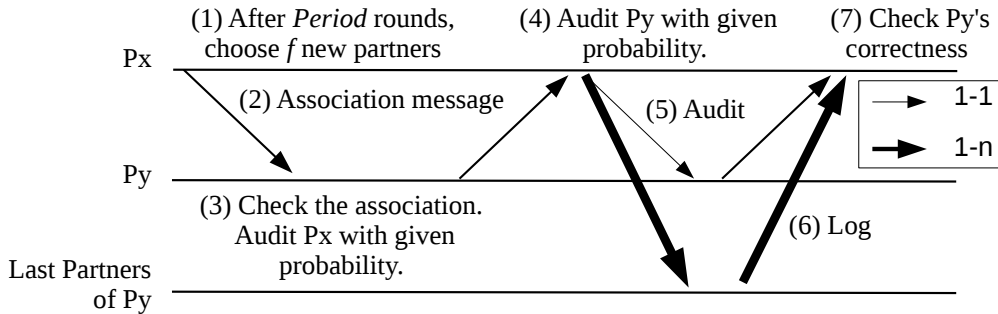 (1) After Period rounds,
choose f new partners
(4) Audit Py with given
probability.
(7) Check Py's
correctness
Px
(2) Association message
(5) Audit
1-1
1-n
Py
(3) Check the association.
Audit Px with given
probability.
(6) Log
Last Partners
of Py